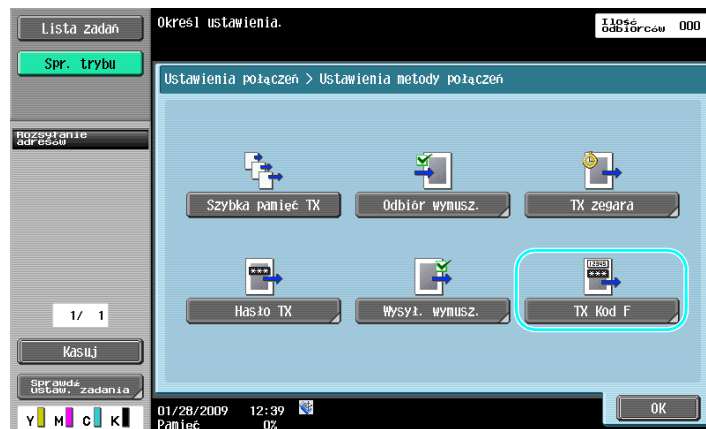 Lista zadań
Określ ustawienia.
Ilość odbiorców 000
Spr. trybu
Ustawienia połączeń > Ustawienia metody połączeń
Rozsyłanie adresów
Szybka pamięć TX
Odbiór wymusz.
TX zegara
***
12345
***
Hasło TX
Wysył. wymusz.
TX Kod F
1/ 1
Kasuj
Sprawdź ustaw. zadania
Y M C K
01/28/2009 12:39
Pamięć 0%
OK